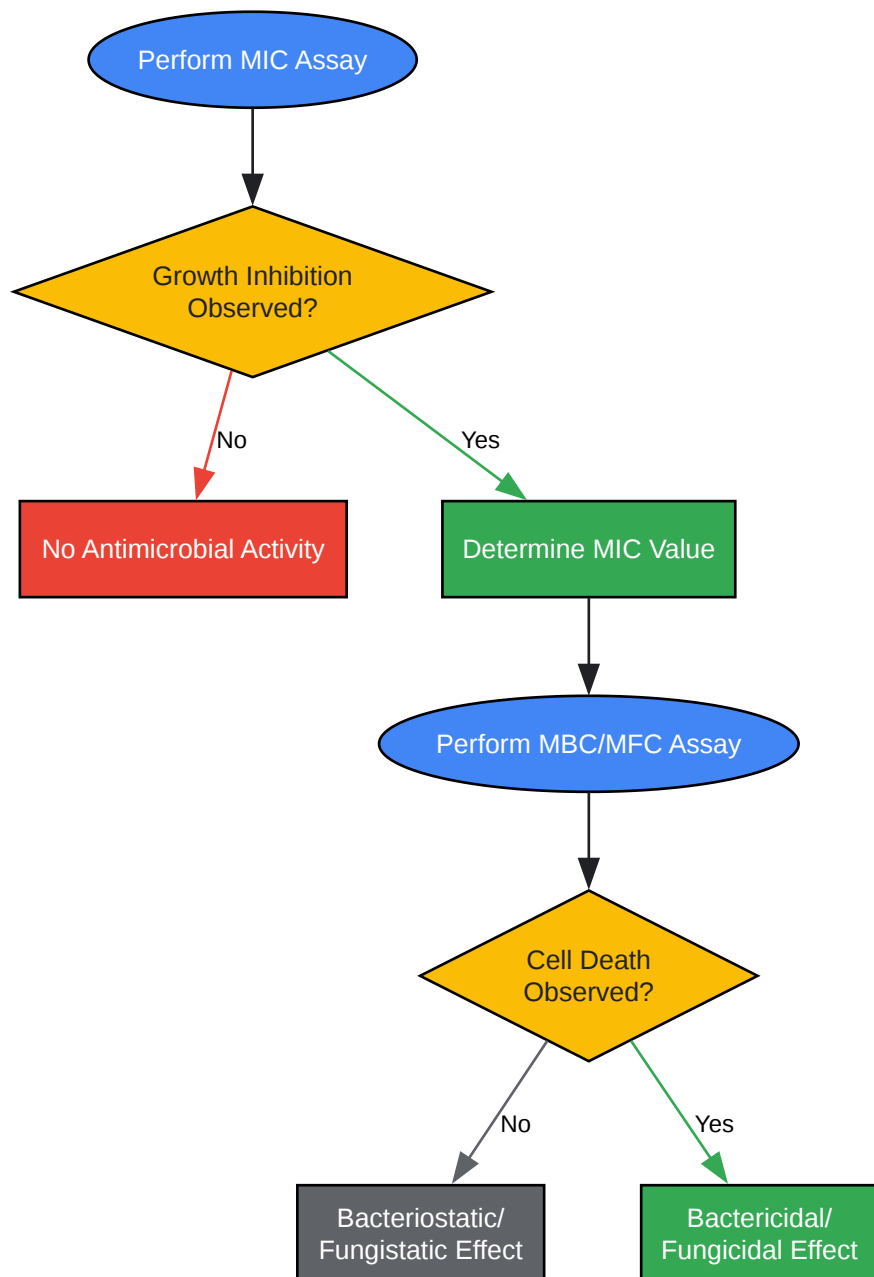 Perform MIC Assay
Growth Inhibition
Observed?
No
Yes
No Antimicrobial Activity
Determine MIC Value
Perform MBC/MFC Assay
Cell Death
Observed?
No
Yes
Bacteriostatic/
Fungistatic Effect
Bactericidal/
Fungicidal Effect